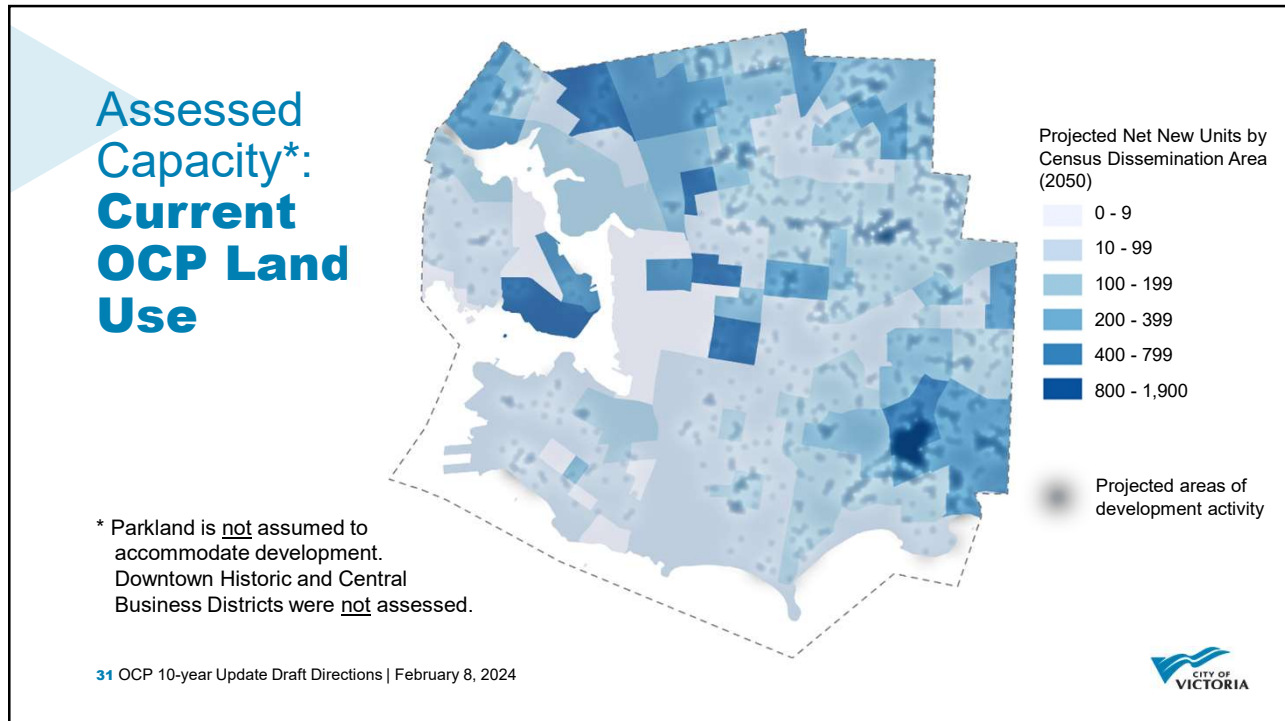 Assessed
Capacity*:
Current
OCP Land
Use
Projected Net New Units by
Census Dissemination Area
(2050)
0 - 9
10 - 99
100 - 199
200 - 399
400 - 799
800 - 1,900
Projected areas of
development activity
* Parkland is not assumed to
accommodate development.
Downtown Historic and Central
Business Districts were not assessed.
31 OCP 10-year Update Draft Directions | February 8, 2024
CITY OF
VICTORIA